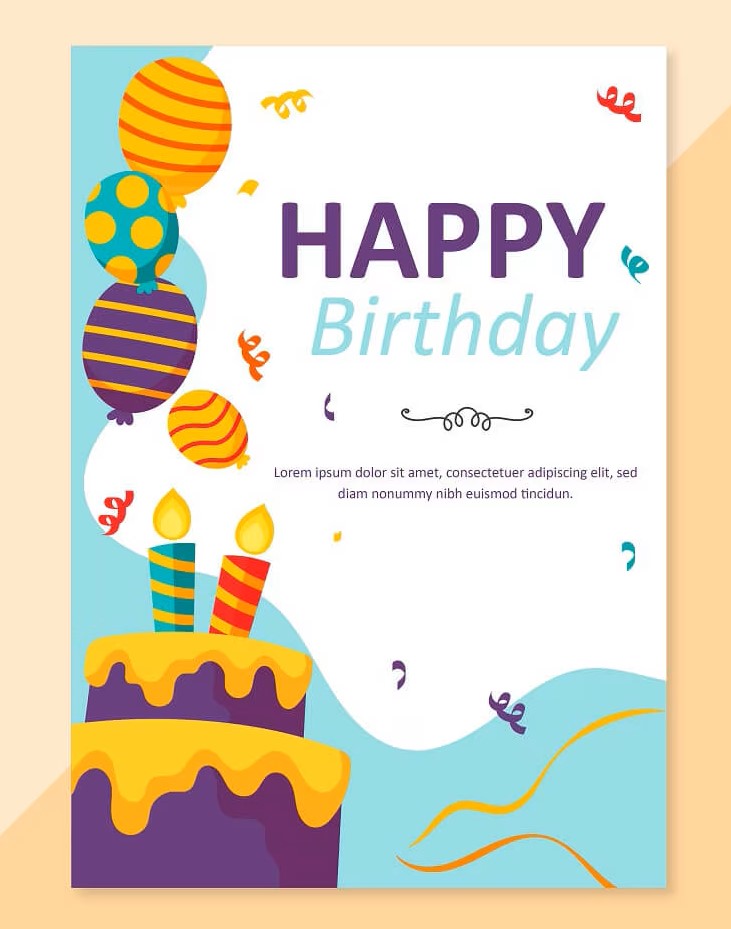 HAPPY
Birthday
Lorem ipsum dolor sit amet, consectetuer adipiscing elit, sed
diam nonummy nibh euismod tincidun.